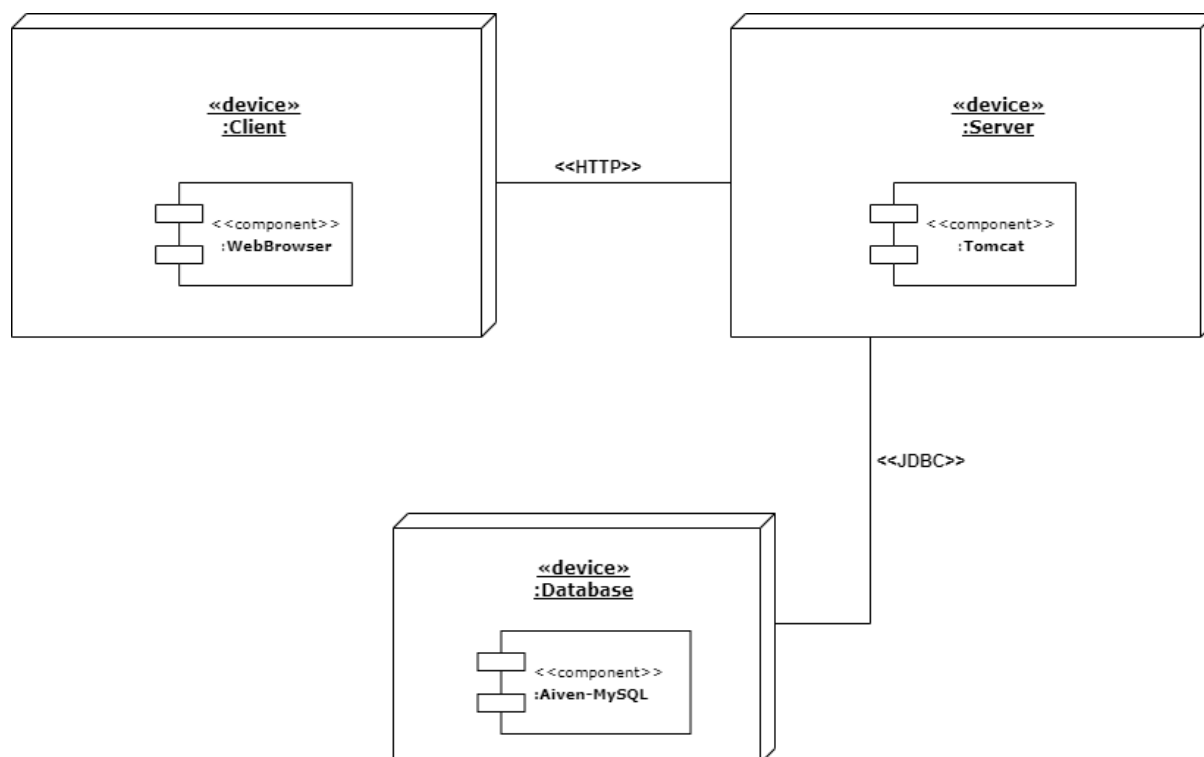 «device»
:Client
<<component>>
:WebBrowser
<<HTTP>>
«device»
:Server
<<component>>
:Tomcat
<<JDBC>>
«device»
:Database
<<component>>
:Aiven-MySQL